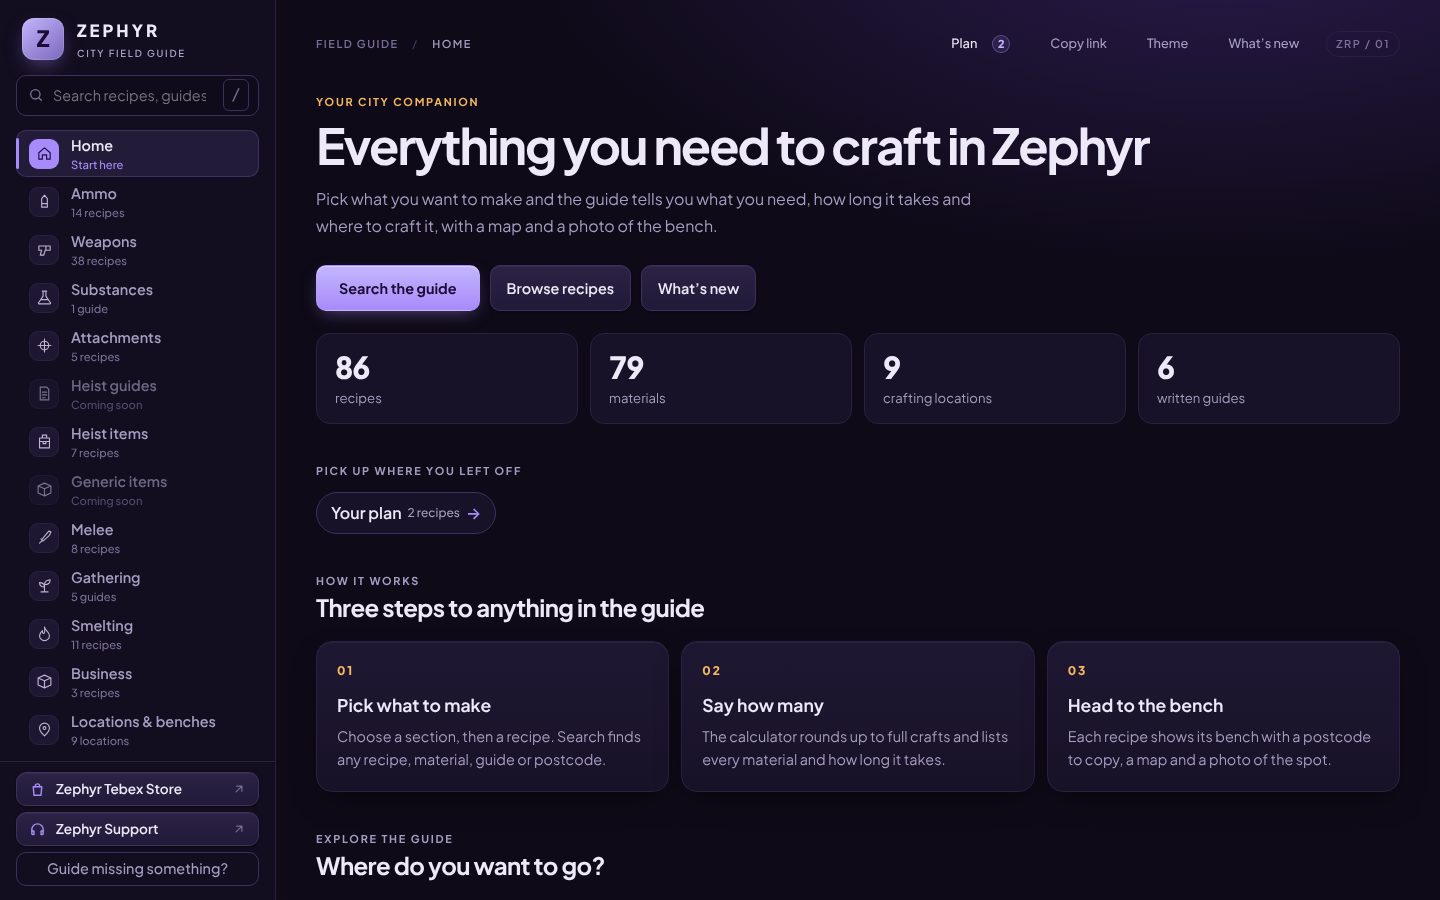 Z
ZEPHYR
CITY FIELD GUIDE
Search recipes, guides
/
Home
Start here
Ammo
14 recipes
Weapons
38 recipes
Substances
1 guide
Attachments
5 recipes
Heist guides
Coming soon
Heist items
7 recipes
Generic items
Coming soon
Melee
8 recipes
Gathering
5 guides
Smelting
11 recipes
Business
3 recipes
Locations & benches
9 locations
Zephyr Tebex Store
Zephyr Support
Guide missing something?
FIELD GUIDE / HOME
Plan 2 Copy link Theme What's new ZRP / 01
YOUR CITY COMPANION
Everything you need to craft in Zephyr
Pick what you want to make and the guide tells you what you need, how long it takes and
where to craft it, with a map and a photo of the bench.
Search the guide Browse recipes What's new
86
recipes
79
materials
9
crafting locations
6
written guides
PICK UP WHERE YOU LEFT OFF
Your plan 2 recipes →
HOW IT WORKS
Three steps to anything in the guide
01
Pick what to make
Choose a section, then a recipe. Search finds
any recipe, material, guide or postcode.
02
Say how many
The calculator rounds up to full crafts and lists
every material and how long it takes.
03
Head to the bench
Each recipe shows its bench with a postcode
to copy, a map and a photo of the spot.
EXPLORE THE GUIDE
Where do you want to go?